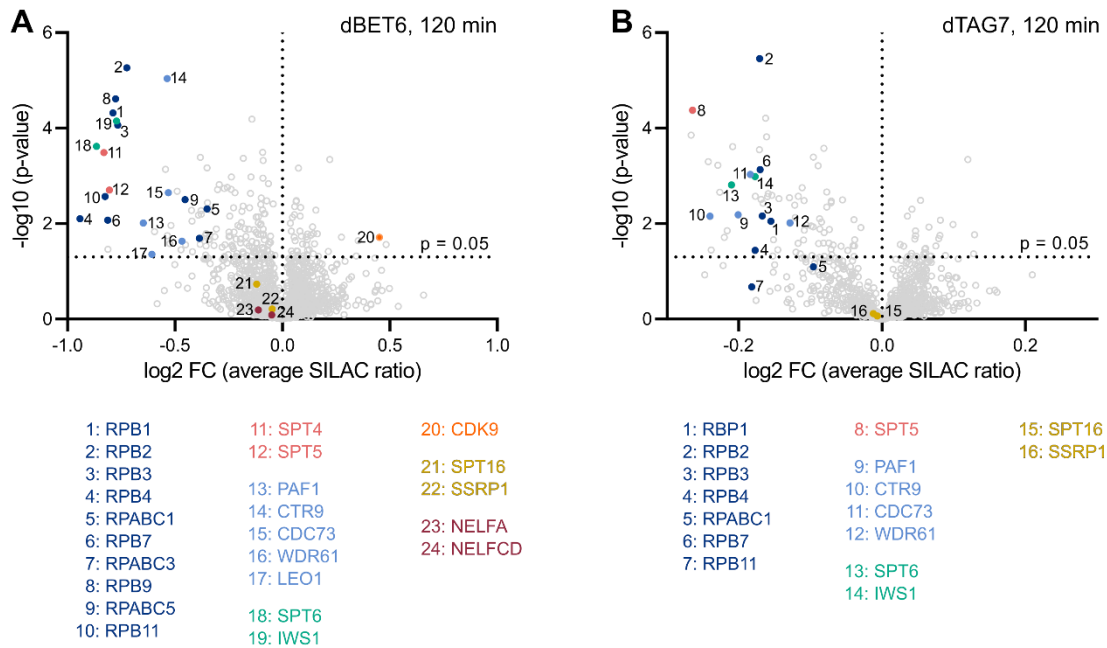 A
dBET6, 120 min
6
4
2
0
-log10 (p-value)
2
14
8
1
19
3
18
11
12
10
15
9
5
4
6
13
16
7
17
20
p = 0.05
21
22
23
24
-1.0
-0.5
0.0
0.5
1.0
log2 FC (average SILAC ratio)
1: RPB1
2: RPB2
3: RPB3
4: RPB4
5: RPABC1
6: RPB7
7: RPABC3
8: RPB9
9: RPABC5
10: RPB11
11: SPT4
12: SPT5
13: PAF1
14: CTR9
15: CDC73
16: WDR61
17: LEO1
18: SPT6
19: IWS1
20: CDK9
21: SPT16
22: SSRP1
23: NELFA
24: NELFCD
B
dTAG7, 120 min
6
4
2
0
-log10 (p-value)
2
8
6
11
14
13
3
10
9
1
12
4
5
7
p = 0.05
16
15
-0.2
0.0
0.2
log2 FC (average SILAC ratio)
1: RBP1
2: RPB2
3: RPB3
4: RPB4
5: RPABC1
6: RPB7
7: RPB11
8: SPT5
9: PAF1
10: CTR9
11: CDC73
12: WDR61
13: SPT6
14: IWS1
15: SPT16
16: SSRP1